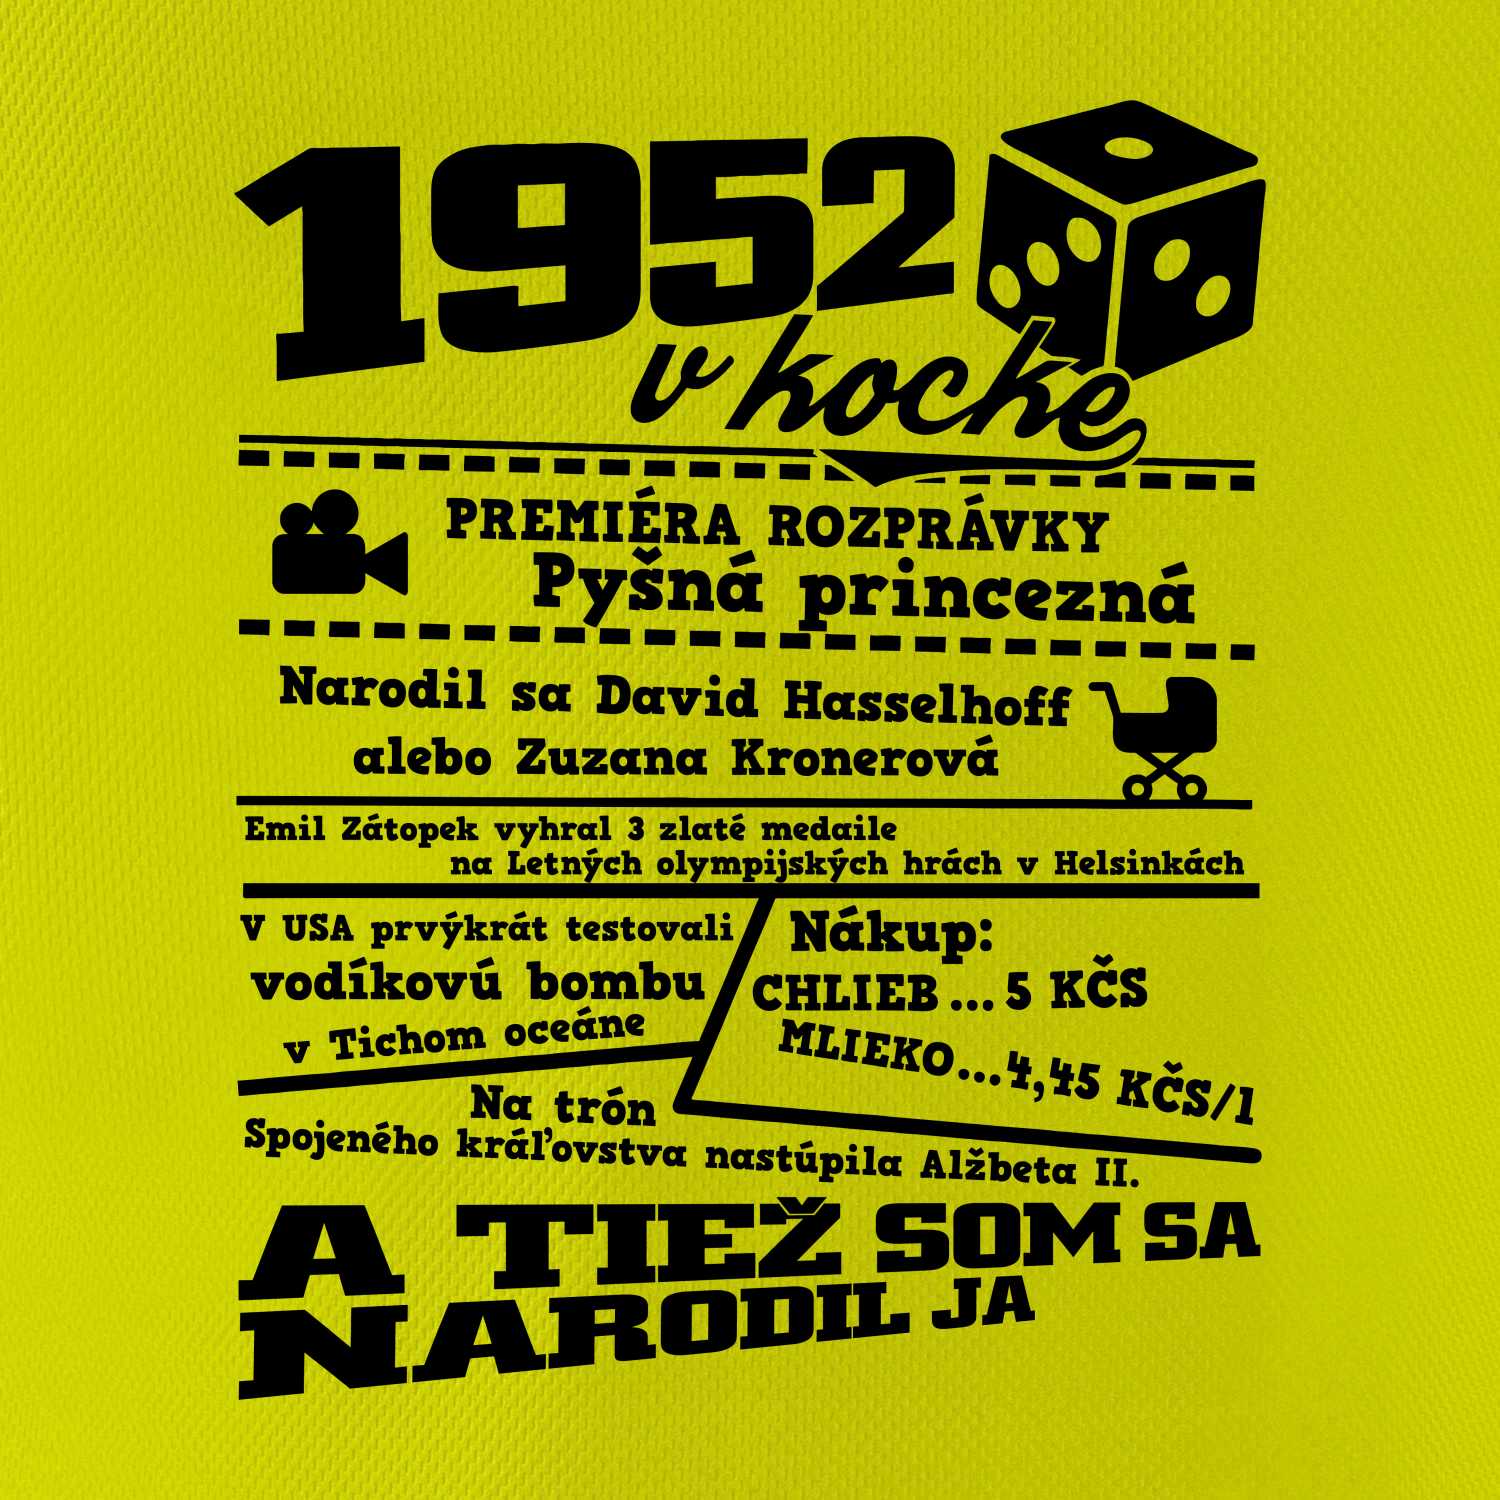 1952
v kocke
PREMIÉRA ROZPRÁVKY
Pyšná princezná
Narodil sa David Hasselhoff
alebo Zuzana Kronerová
Emil Zátopek vyhral 3 zlaté medaile
na Letných olympijských hrách v Helsinkách
V USA prvýkrát testovali
vodíkovú bombu
v Tichom oceáne
Nákup:
CHLIEB...5 KČS
MLIEKO...4,45 KČS/l
Na trón
Spojeného kráľovstva nastúpila Alžbeta II.
A TIEŽ SOM SA
NARODIL JA